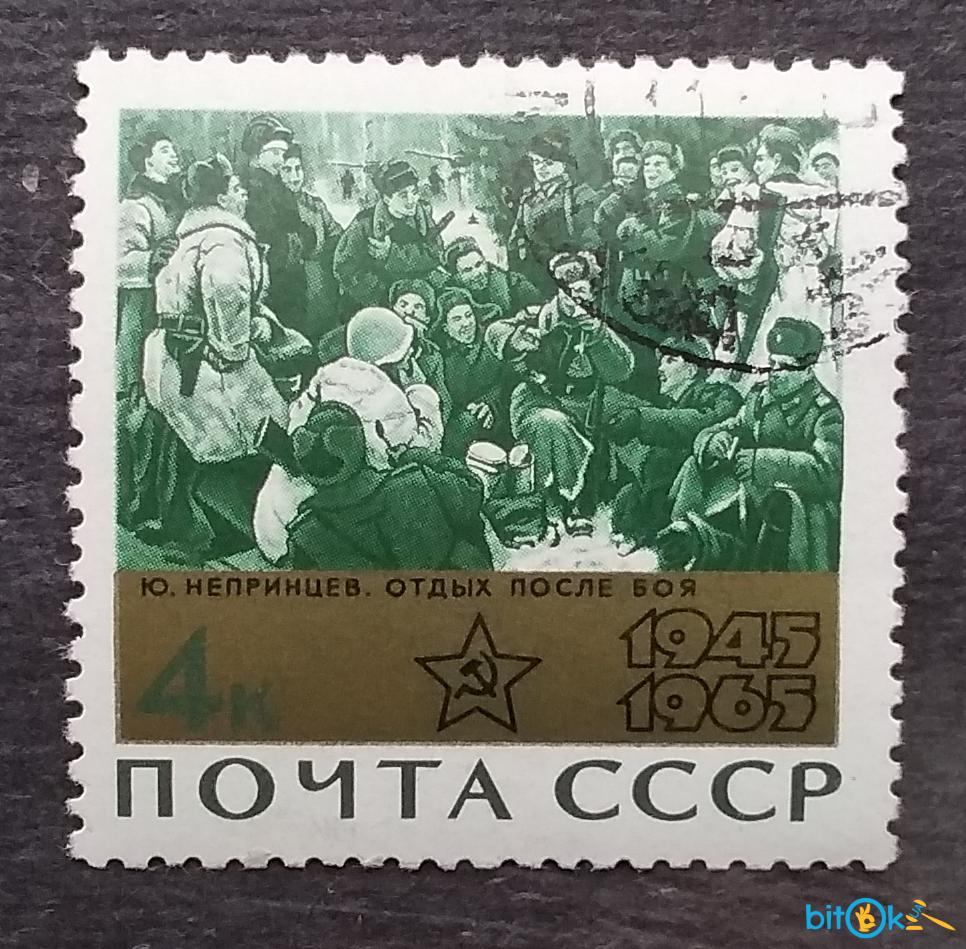 Ю. НЕПРИНЦЕВ. ОТДЫХ ПОСЛЕ БОЯ
4к
1945
1965
ПОЧТА СССР
bitOk